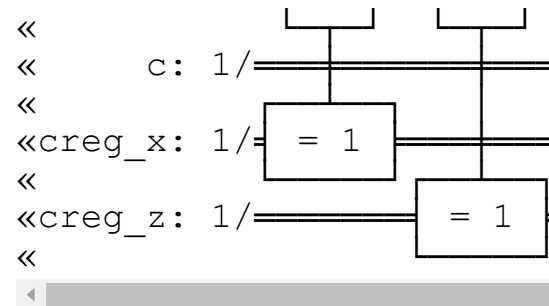 «
« c: 1/
«
«creg_x: 1/ = 1
«
«creg_z: 1/ = 1
«